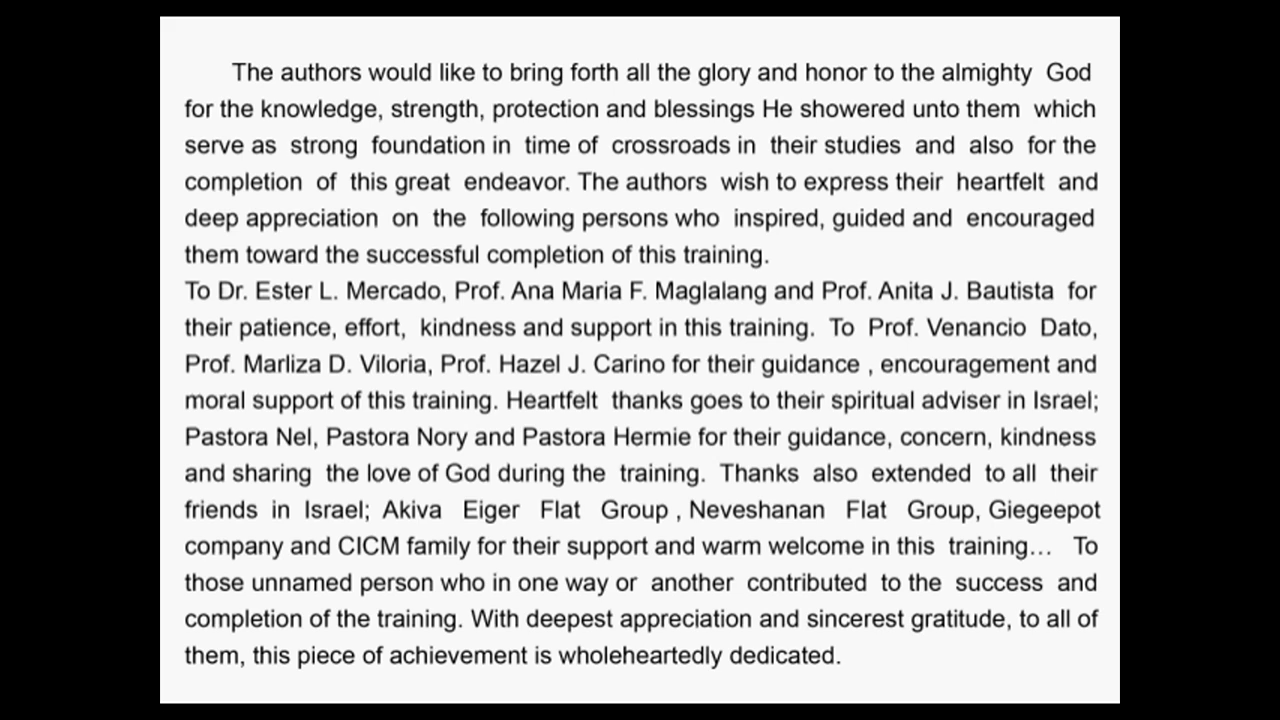 The authors would like to bring forth all the glory and honor to the almighty God
for the knowledge, strength, protection and blessings He showered unto them which
serve as strong foundation in time of crossroads in their studies and also for the
completion of this great endeavor. The authors wish to express their heartfelt and
deep appreciation on the following persons who inspired, guided and encouraged
them toward the successful completion of this training.
To Dr. Ester L. Mercado, Prof. Ana Maria F. Maglalang and Prof. Anita J. Bautista for
their patience, effort, kindness and support in this training. To Prof. Venancio Dato,
Prof. Marliza D. Viloria, Prof. Hazel J. Carino for their guidance , encouragement and
moral support of this training. Heartfelt thanks goes to their spiritual adviser in Israel;
Pastora Nel, Pastora Nory and Pastora Hermie for their guidance, concern, kindness
and sharing the love of God during the training. Thanks also extended to all their
friends in Israel; Akiva Eiger Flat Group , Neveshanan Flat Group, Giegeepot
company and CICM family for their support and warm welcome in this training… To
those unnamed person who in one way or another contributed to the success and
completion of the training. With deepest appreciation and sincerest gratitude, to all of
them, this piece of achievement is wholeheartedly dedicated.